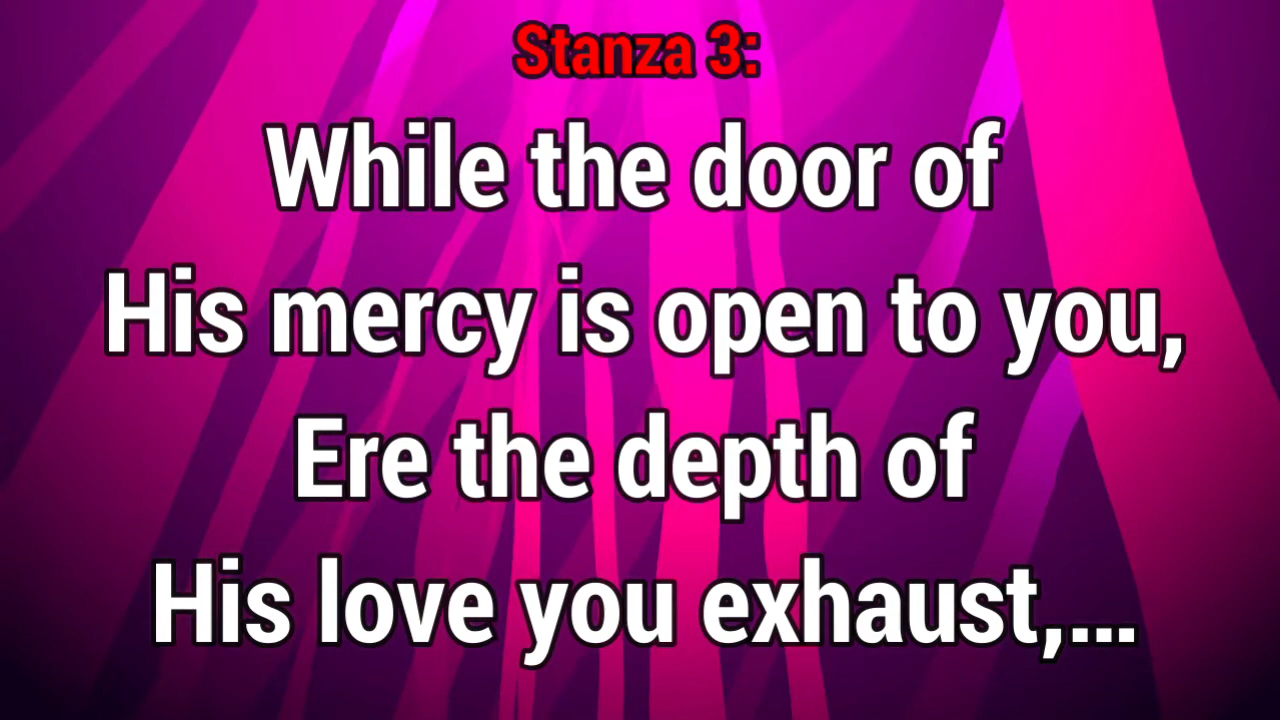 Stanza 3:
While the door of
His mercy is open to you,
Ere the depth of
His love you exhaust,...